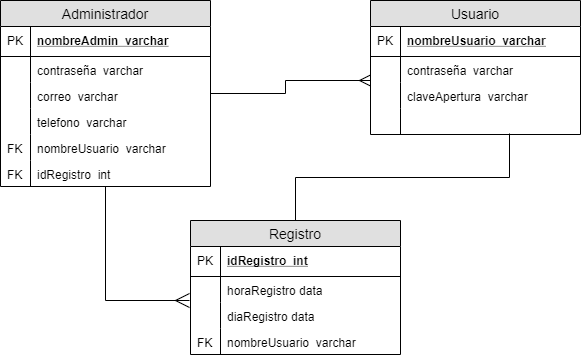 Administrador
PK nombreAdmin varchar
contraseña varchar
correo varchar
telefono varchar
FK nombreUsuario varchar
FK idRegistro int
Usuario
PK nombreUsuario varchar
contraseña varchar
claveApertura varchar
Registro
PK idRegistro int
horaRegistro data
diaRegistro data
FK nombreUsuario varchar